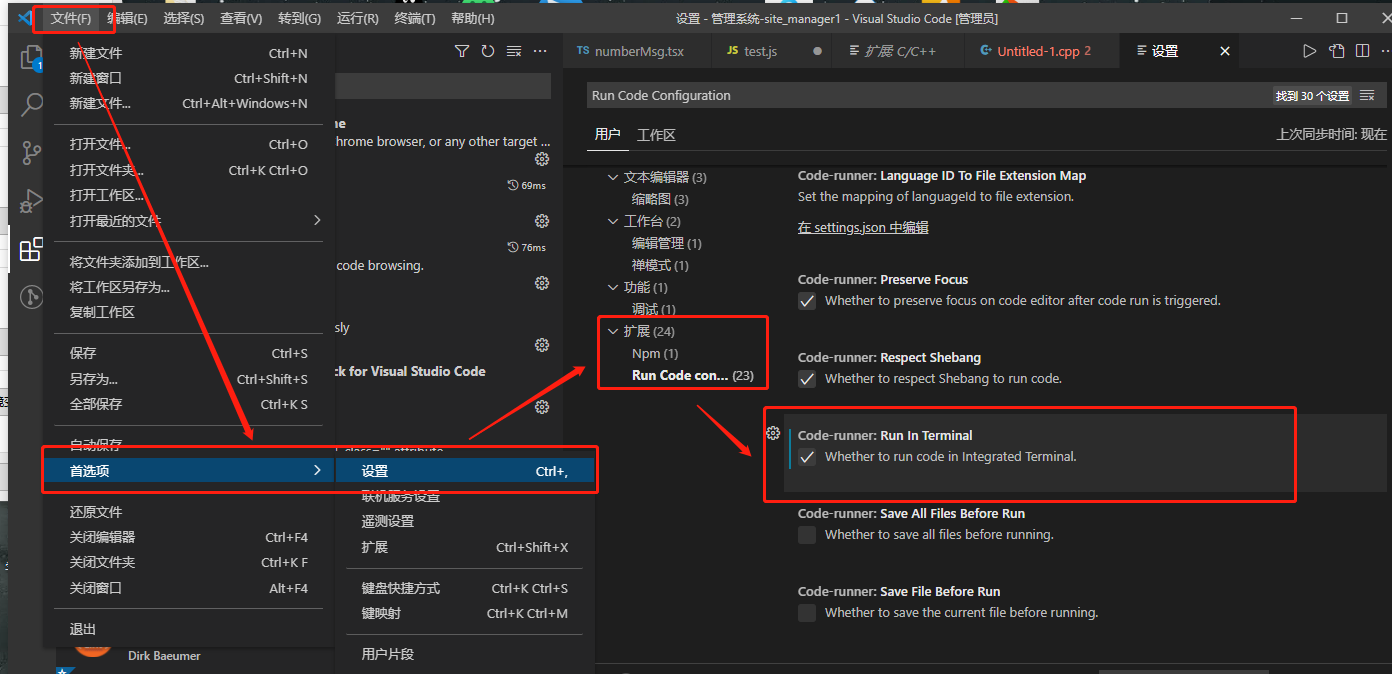 文件(F) 编辑(E) 选择(S) 查看(V) 转到(G) 运行(R) 终端(T) 帮助(H)
设置 - 管理系统-site_manager1 - Visual Studio Code [管理员]
新建文件 Ctrl+N
新建窗口 Ctrl+Shift+N
新建文件... Ctrl+Alt+Windows+N
打开文件... Ctrl+O
打开文件夹... Ctrl+K Ctrl+O
打开工作区...
打开最近的文件
将文件夹添加到工作区...
将工作区另存为...
复制工作区
保存 Ctrl+S
另存为... Ctrl+Shift+S
全部保存 Ctrl+K S
自动保存
首选项
还原文件
关闭编辑器 Ctrl+F4
关闭文件夹 Ctrl+K F
关闭窗口 Alt+F4
退出
1
chrome browser, or any other target ...
69ms
76ms
code browsing.
sly
ck for Visual Studio Code
class="" attribute
设置 Ctrl+,
联机服务设置
遥测设置
扩展 Ctrl+Shift+X
键盘快捷方式 Ctrl+K Ctrl+S
键映射 Ctrl+K Ctrl+M
用户片段
Dirk Baeumer
TS numberMsg.tsx
JS test.js
扩展 C/C++
Untitled-1.cpp 2
设置
Run Code Configuration
找到 30 个设置
用户 工作区
上次同步时间: 现在
文本编辑器 (3)
缩略图 (3)
工作台 (2)
编辑管理 (1)
禅模式 (1)
功能 (1)
调试 (1)
扩展 (24)
Npm (1)
Run Code con... (23)
Code-runner: Language ID To File Extension Map
Set the mapping of languageId to file extension.
在 settings.json 中编辑
Code-runner: Preserve Focus
Whether to preserve focus on code editor after code run is triggered.
Code-runner: Respect Shebang
Whether to respect Shebang to run code.
Code-runner: Run In Terminal
Whether to run code in Integrated Terminal.
Code-runner: Save All Files Before Run
Whether to save all files before running.
Code-runner: Save File Before Run
Whether to save the current file before running.